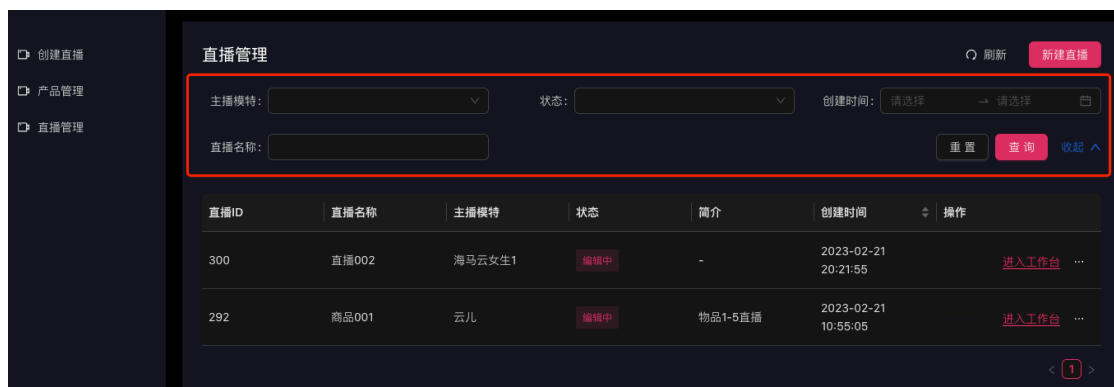 创建直播
产品管理
直播管理
直播管理
刷新
新建直播
主播模特:
状态:
创建时间: 请选择 → 请选择
直播名称:
重置 查询 收起
直播ID 直播名称 主播模特 状态 简介 创建时间 操作
300 直播002 海马云女生1 编辑中 - 2023-02-21
20:21:55 进入工作台 ...
292 商品001 云儿 编辑中 物品1-5直播 2023-02-21
10:55:05 进入工作台 ...
< 1 >